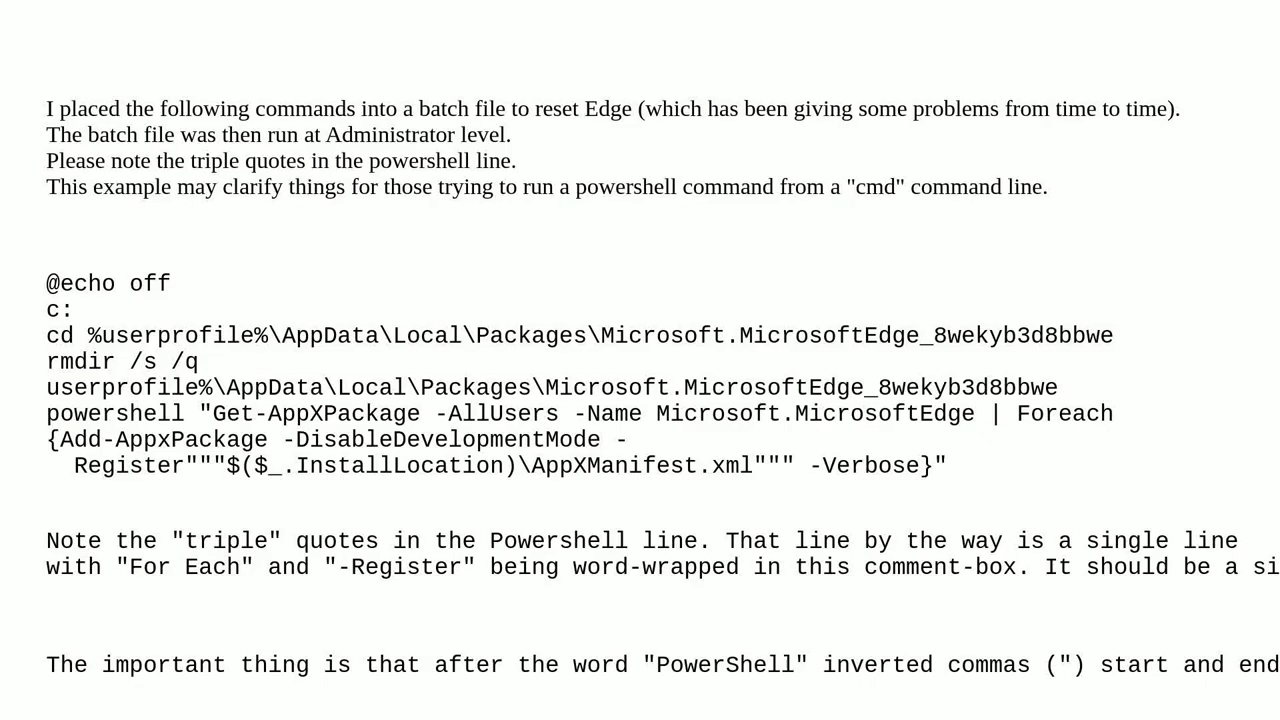 I placed the following commands into a batch file to reset Edge (which has been giving some problems from time to time).
The batch file was then run at Administrator level.
Please note the triple quotes in the powershell line.
This example may clarify things for those trying to run a powershell command from a "cmd" command line.
@echo off
c:
cd %userprofile%\AppData\Local\Packages\Microsoft.MicrosoftEdge_8wekyb3d8bbwe
rmdir /s /q
userprofile%\AppData\Local\Packages\Microsoft.MicrosoftEdge_8wekyb3d8bbwe
powershell "Get-AppXPackage -AllUsers -Name Microsoft.MicrosoftEdge | Foreach
{Add-AppxPackage -DisableDevelopmentMode -
Register"""$($_.InstallLocation)\AppXManifest.xml""" -Verbose}"
Note the "triple" quotes in the Powershell line. That line by the way is a single line
with "For Each" and "-Register" being word-wrapped in this comment-box. It should be a si
The important thing is that after the word "PowerShell" inverted commas (") start and end